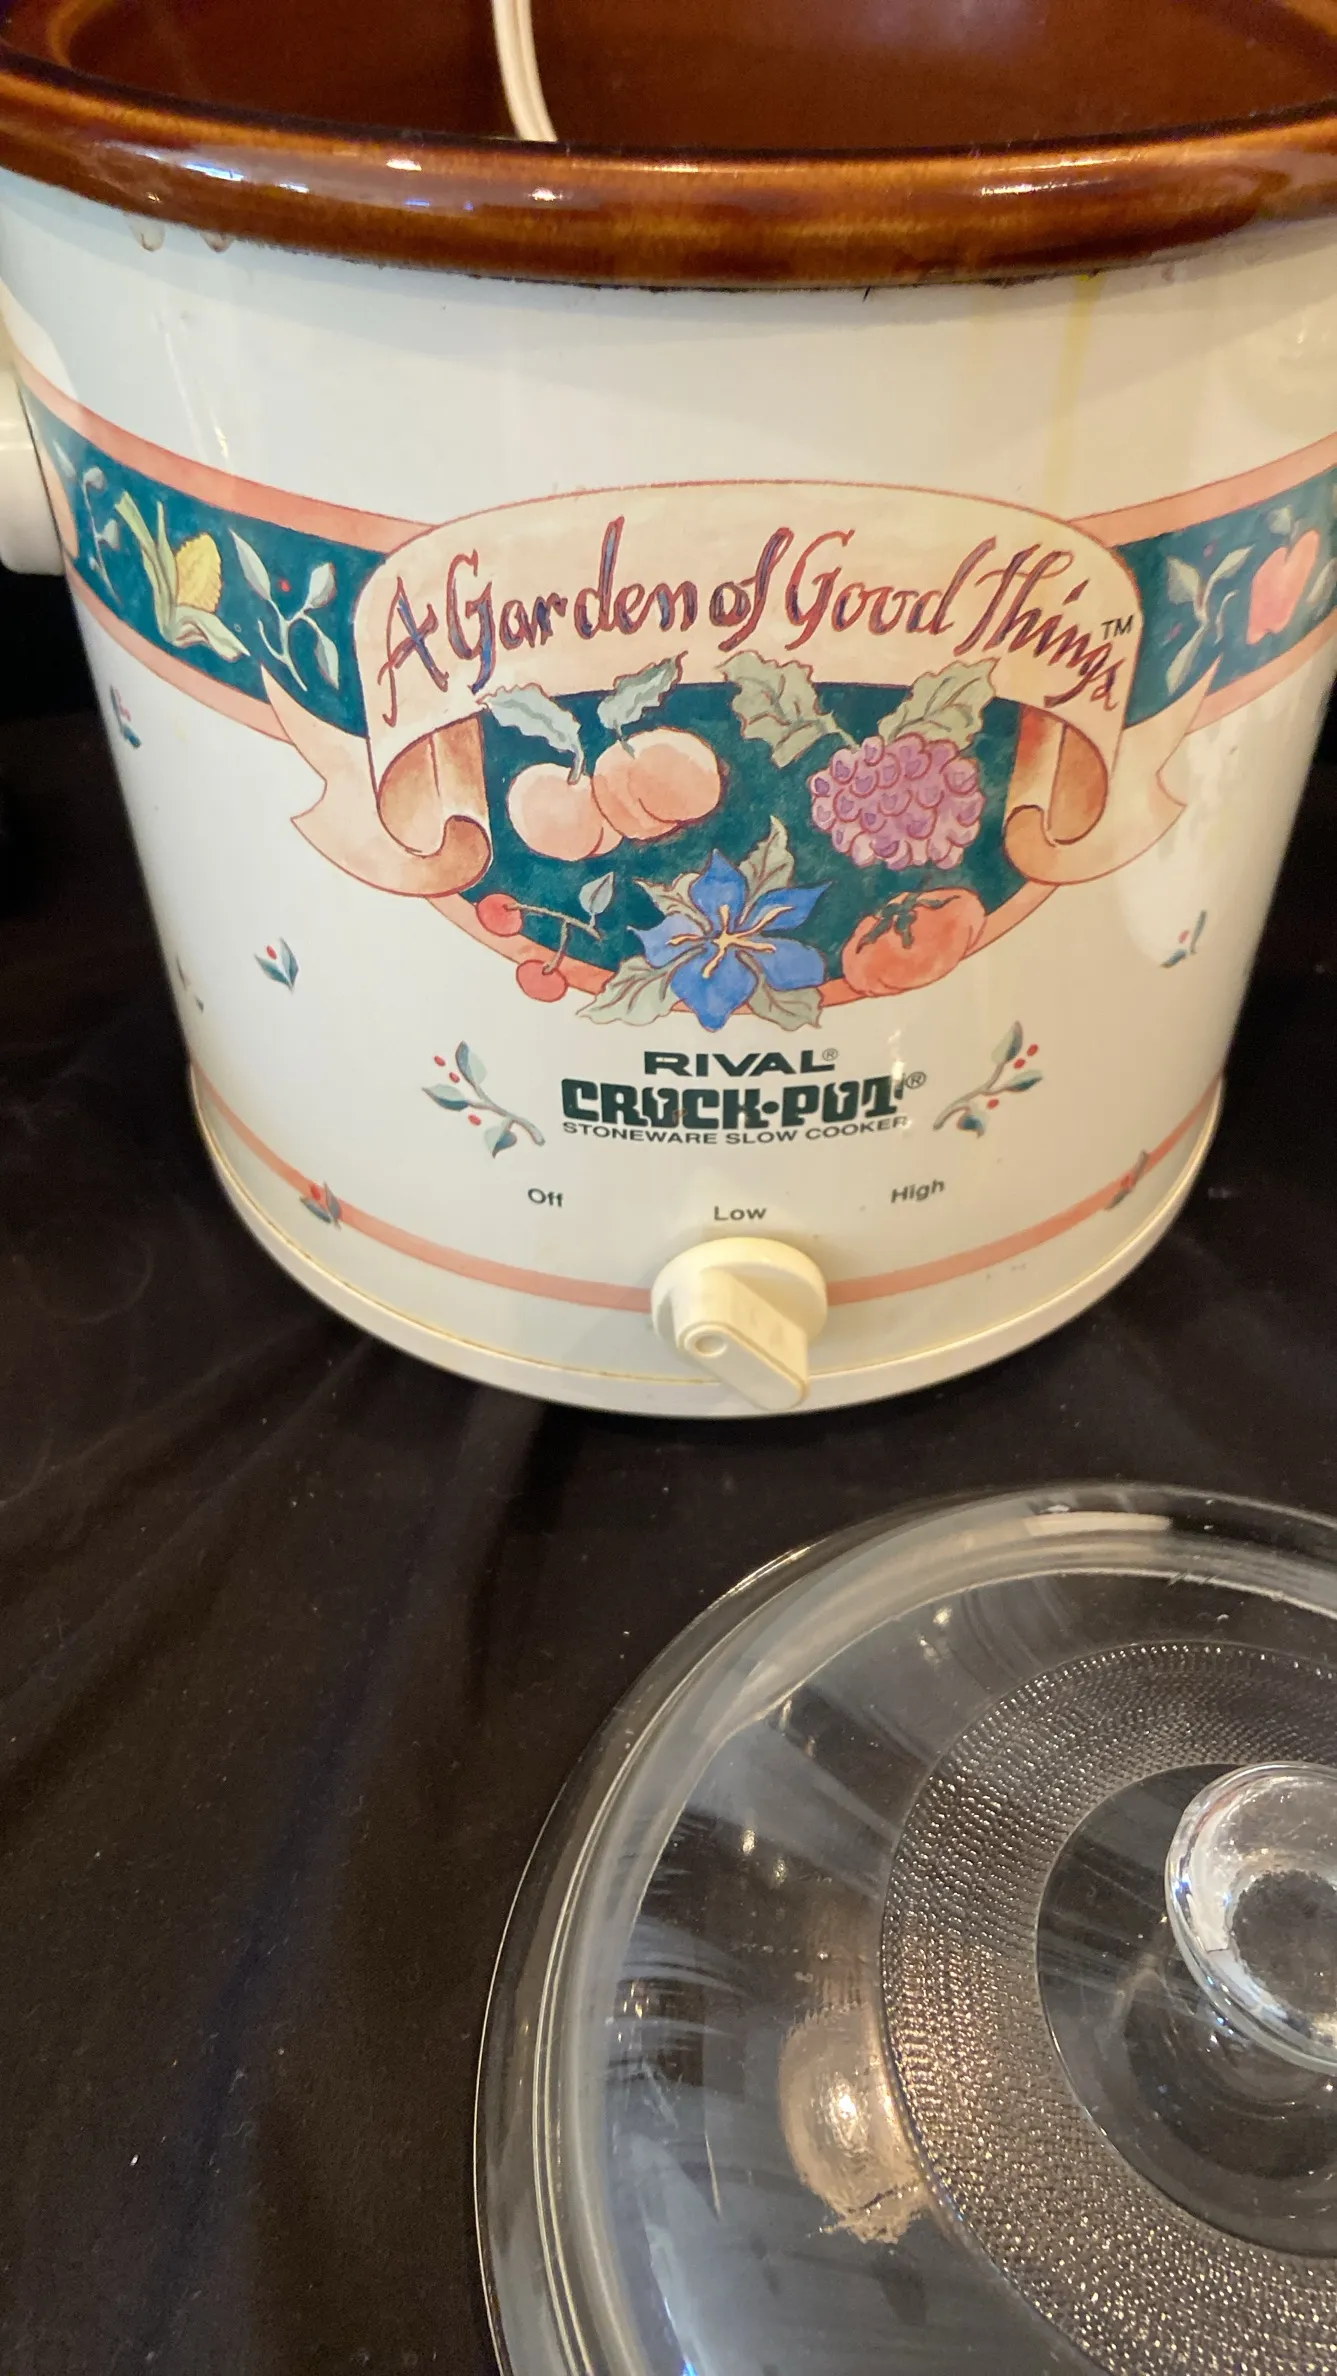 A Garden of Good Things™
RIVAL®
CROCK•POT®
STONEWARE SLOW COOKER
Off
Low
High